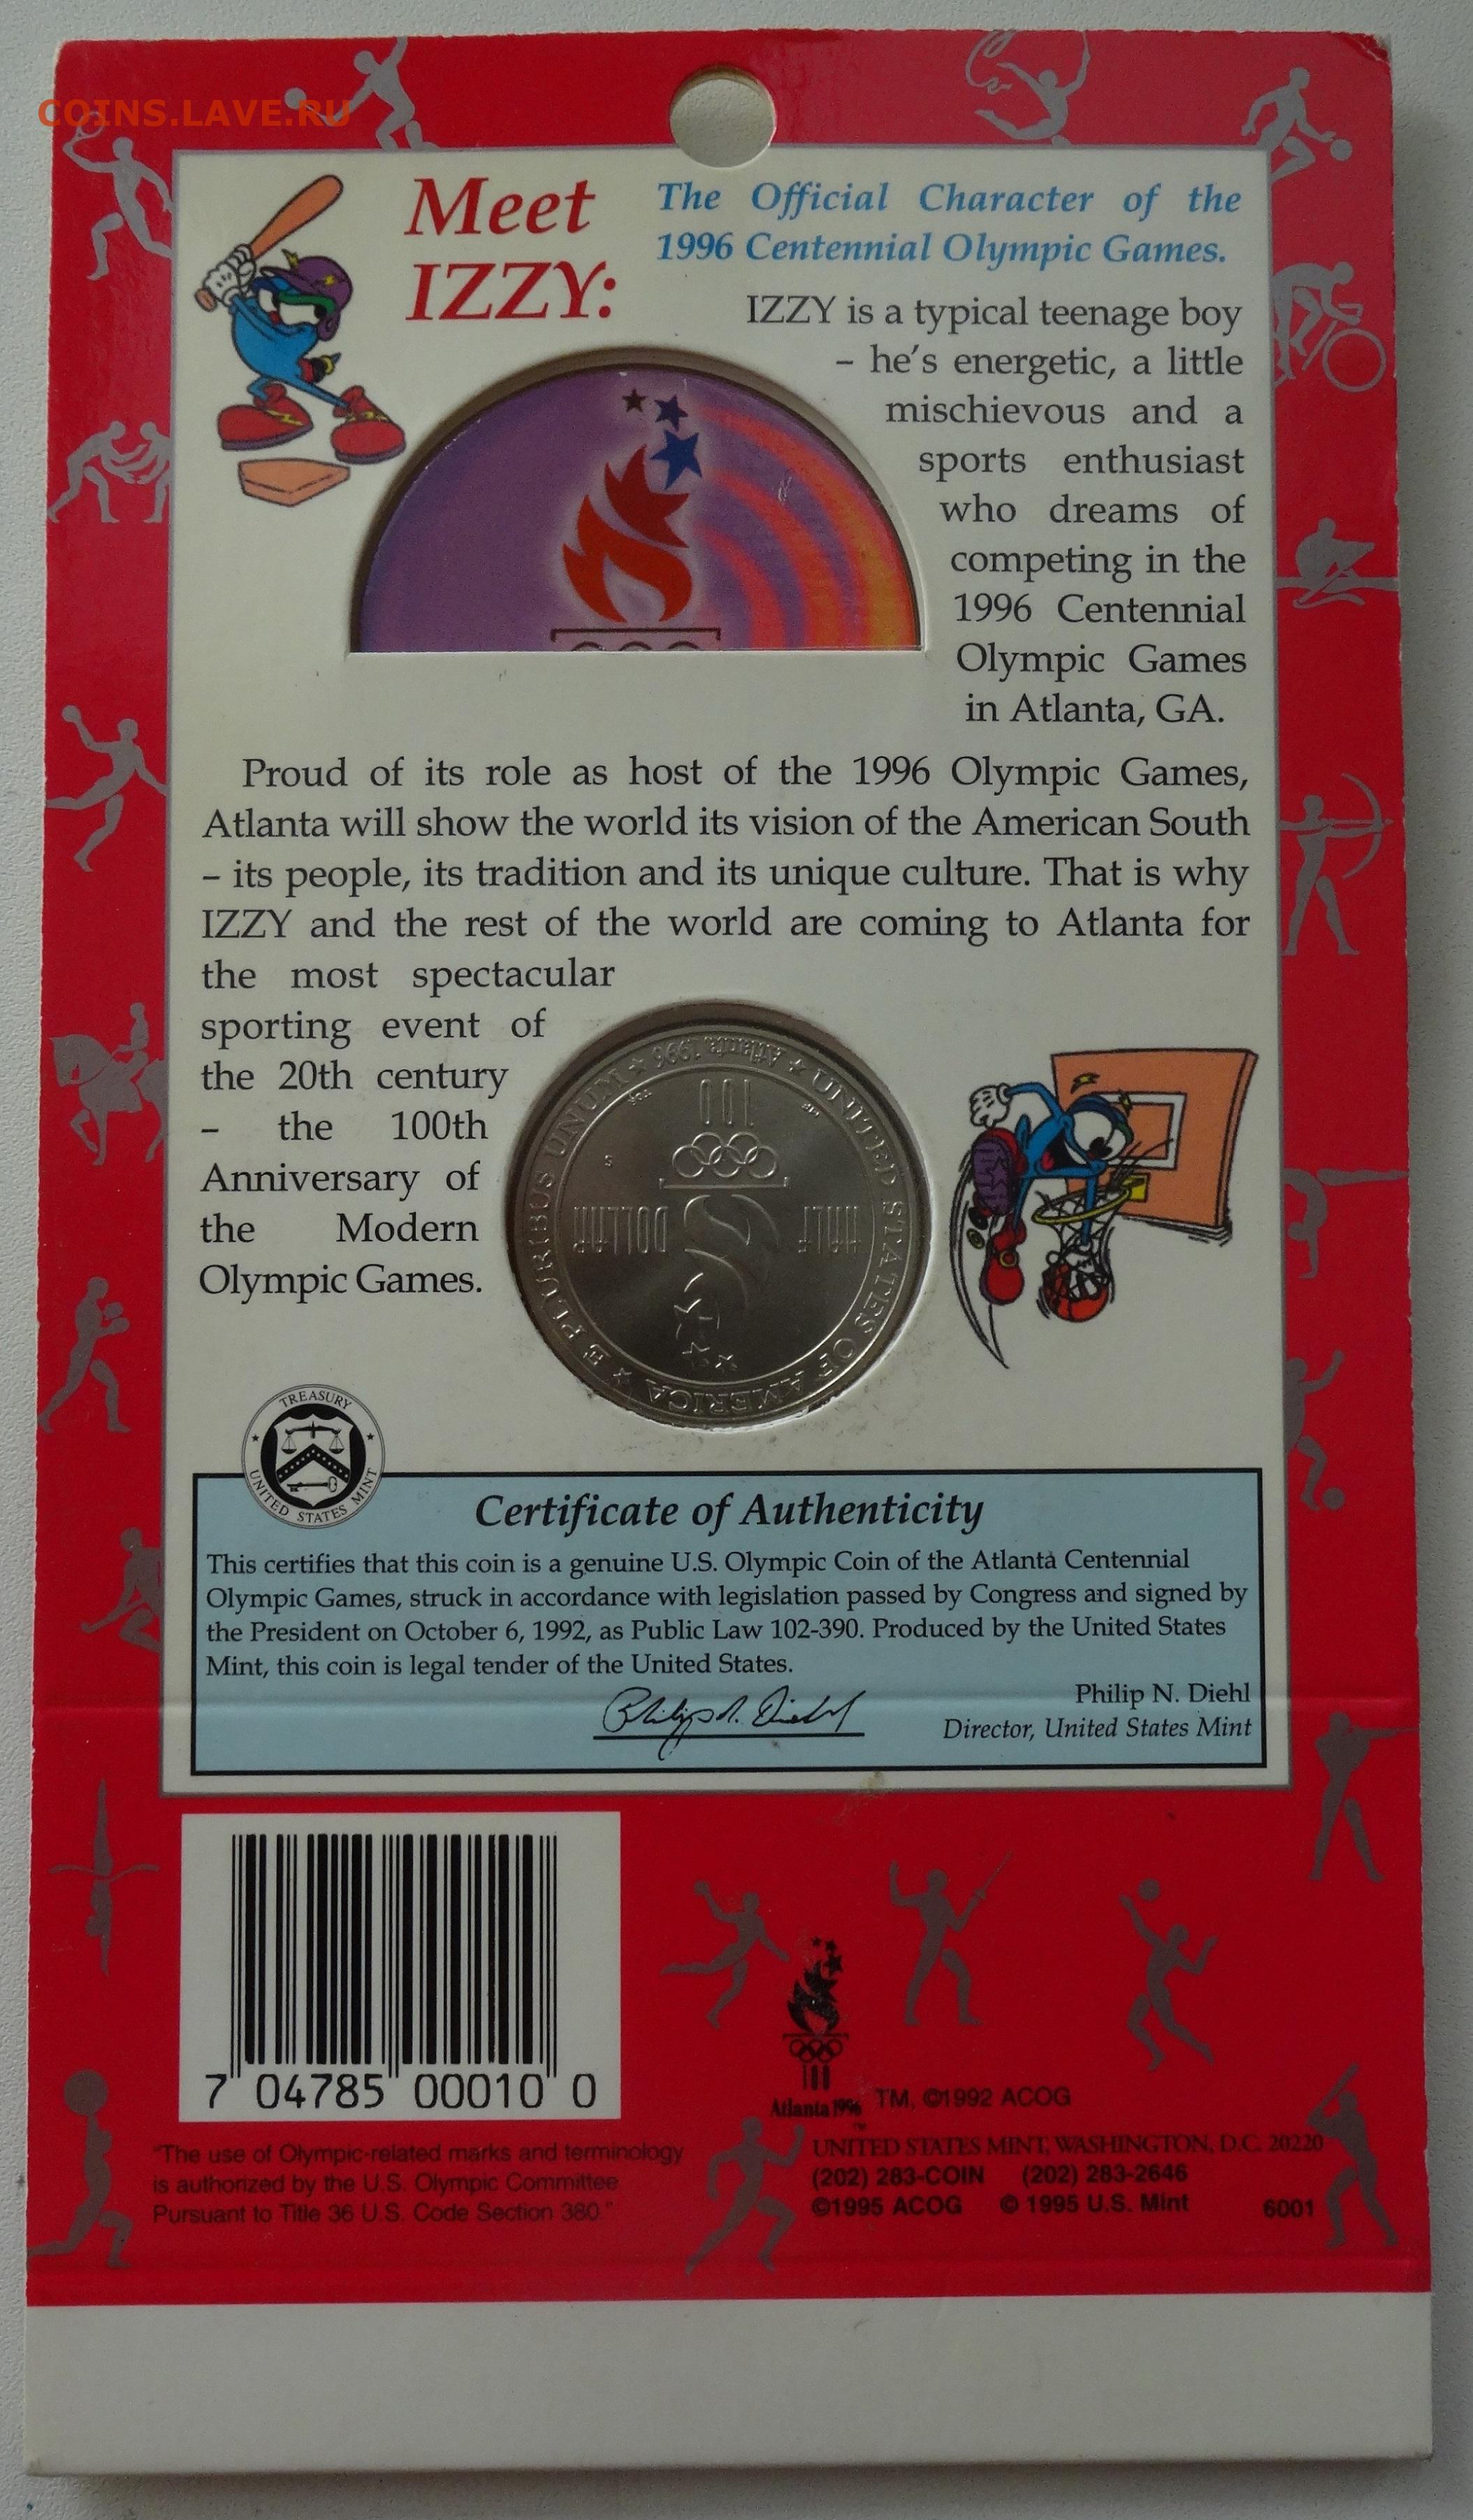 COINS.LAVE.RU
Meet
IZZY:
The Official Character of the
1996 Centennial Olympic Games.
IZZY is a typical teenage boy
– he's energetic, a little
mischievous and a
sports enthusiast
who dreams of
competing in the
1996 Centennial
Olympic Games
in Atlanta, GA.
Proud of its role as host of the 1996 Olympic Games,
Atlanta will show the world its vision of the American South
– its people, its tradition and its unique culture. That is why
IZZY and the rest of the world are coming to Atlanta for
the most spectacular
sporting event of
the 20th century
– the 100th
Anniversary of
the Modern
Olympic Games.
Atlanta 1996
UNITED STATES OF AMERICA
E PLURIBUS UNUM
100
S
HALF DOLLAR
TREASURY
UNITED STATES MINT
Certificate of Authenticity
This certifies that this coin is a genuine U.S. Olympic Coin of the Atlanta Centennial
Olympic Games, struck in accordance with legislation passed by Congress and signed by
the President on October 6, 1992, as Public Law 102-390. Produced by the United States
Mint, this coin is legal tender of the United States.
Philip N. Diehl
Philip N. Diehl
Director, United States Mint
7 04785 00010 0
Atlanta 1996
TM
TM, ©1992 ACOG
"The use of Olympic-related marks and terminology
is authorized by the U.S. Olympic Committee
Pursuant to Title 36 U.S. Code Section 380."
UNITED STATES MINT, WASHINGTON, D.C. 20220
(202) 283-COIN (202) 283-2646
©1995 ACOG © 1995 U.S. Mint 6001